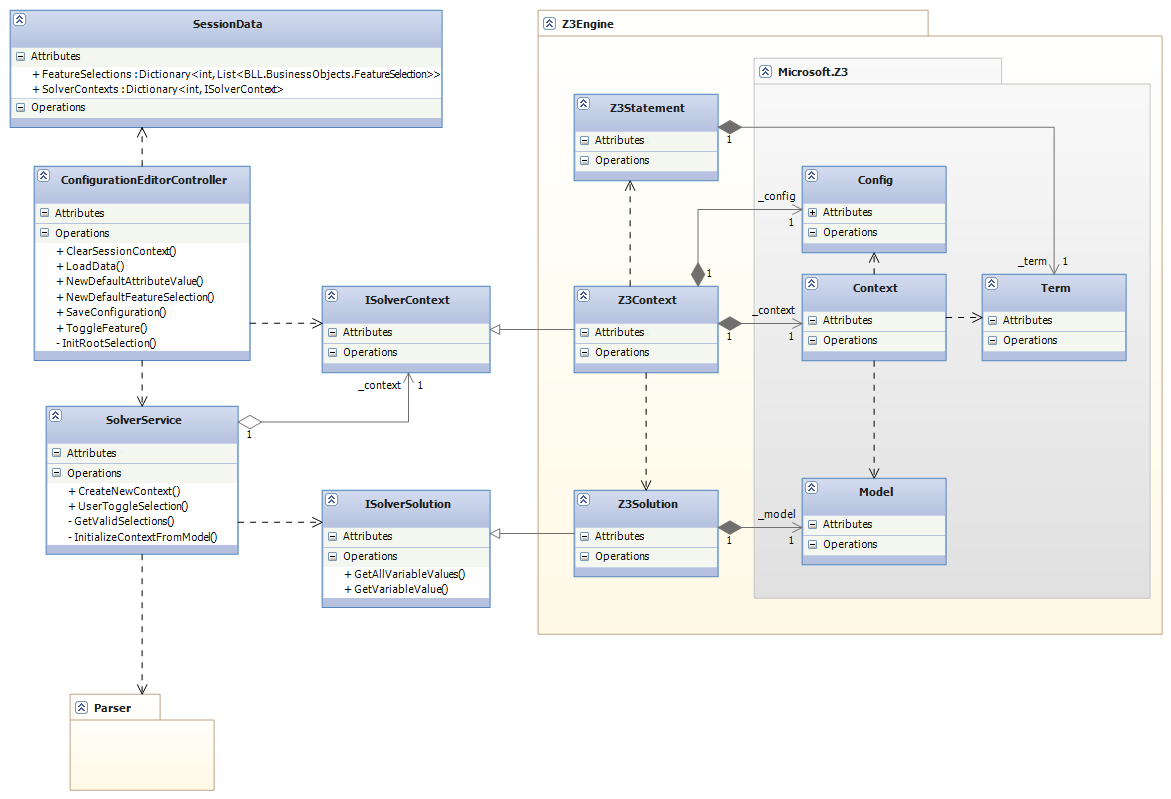 SessionData
Attributes
+ FeatureSelections : Dictionary<int, List<BLL.BusinessObjects.FeatureSelection>>
+ SolverContexts : Dictionary<int, ISolverContext>
Operations
ConfigurationEditorController
Attributes
Operations
+ ClearSessionContext()
+ LoadData()
+ NewDefaultAttributeValue()
+ NewDefaultFeatureSelection()
+ SaveConfiguration()
+ ToggleFeature()
- InitRootSelection()
SolverService
Attributes
Operations
+ CreateNewContext()
+ UserToggleSelection()
- GetValidSelections()
- InitializeContextFromModel()
1
_context
1
Parser
ISolverContext
Attributes
Operations
ISolverSolution
Attributes
Operations
+ GetAllVariableValues()
+ GetVariableValue()
Z3Engine
Z3Statement
Attributes
Operations
1
Z3Context
Attributes
Operations
1
_config
1
1
_context
1
Z3Solution
Attributes
Operations
1
_model
1
Microsoft.Z3
Config
Attributes
Operations
Context
Attributes
Operations
_term
1
Term
Attributes
Operations
Model
Attributes
Operations